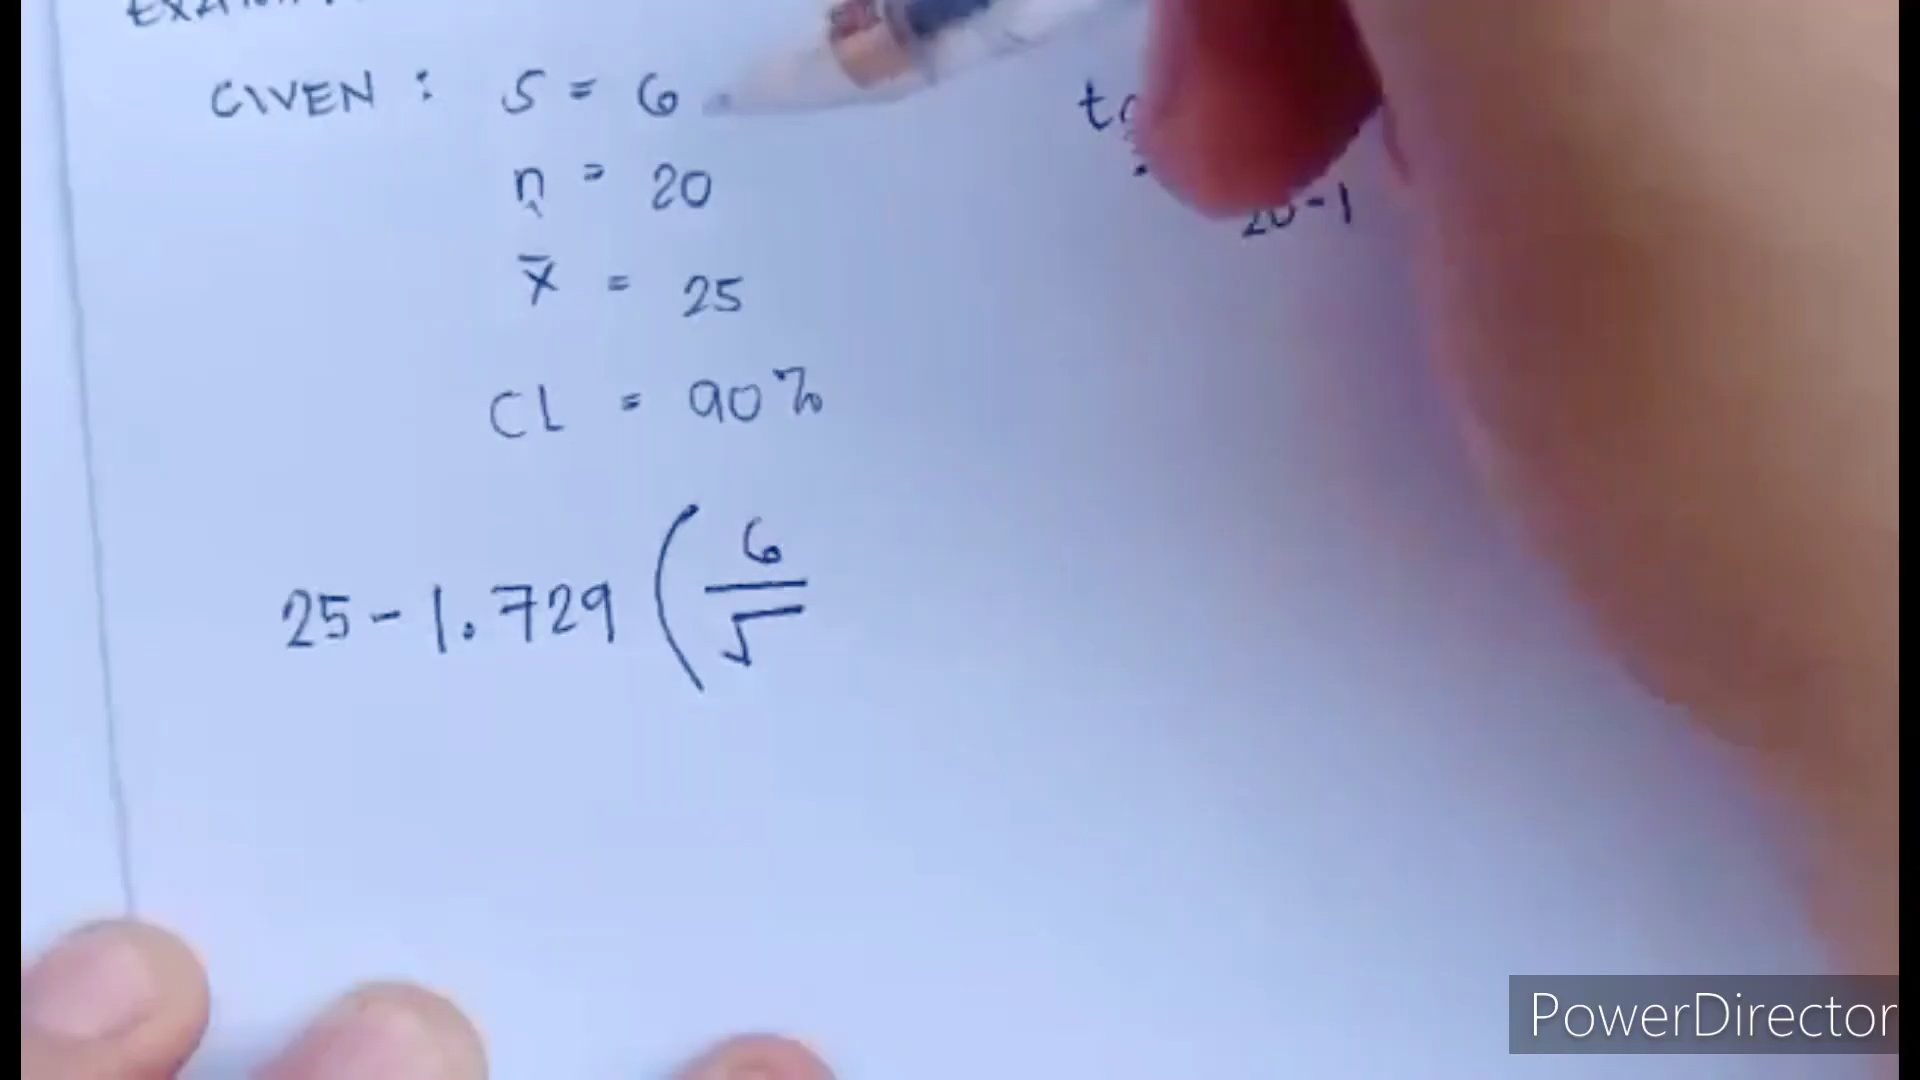 GIVEN : S = 6
n = 20
x̄ = 25
CL = 90%
20-1
25 - 1.729 ( 6
√
PowerDirector